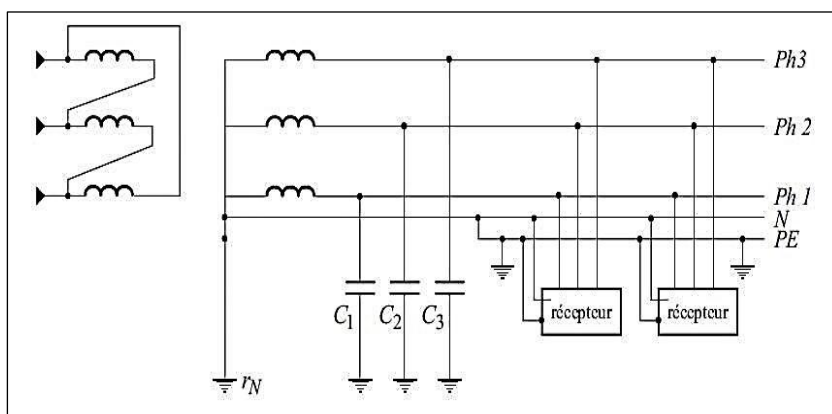 Ph3
Ph 2
Ph 1
N
PE
C1 C2 C3
récepteur récepteur
rN